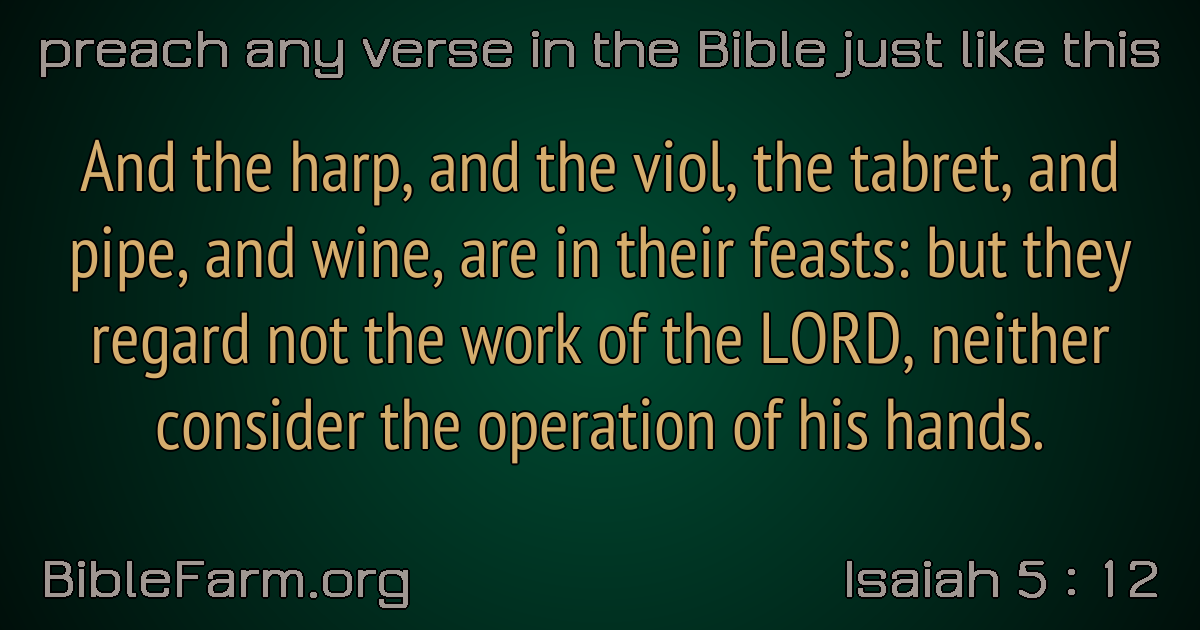 preach any verse in the Bible just like this
And the harp, and the viol, the tabret, and
pipe, and wine, are in their feasts: but they
regard not the work of the LORD, neither
consider the operation of his hands.
BibleFarm.org
Isaiah 5 : 12